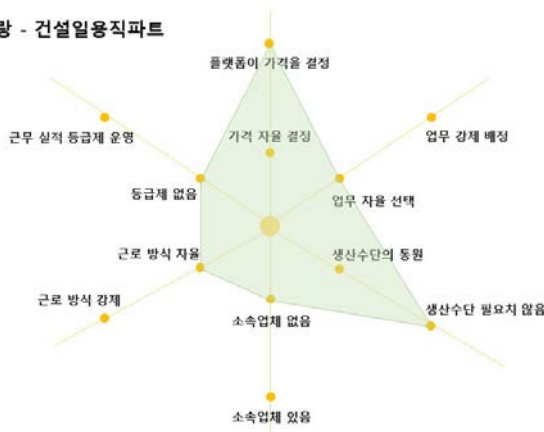 랑 - 건설일용직파트
플랫폼이 가격을 결정
근무 실적 등급제 운영
가격 자율 결정
업무 강제 배정
등급제 없음
업무 자율 선택
근로 방식 자율
생산수단의 동원
근로 방식 강제
생산수단 필요치 않음
소속업체 없음
소속업체 있음